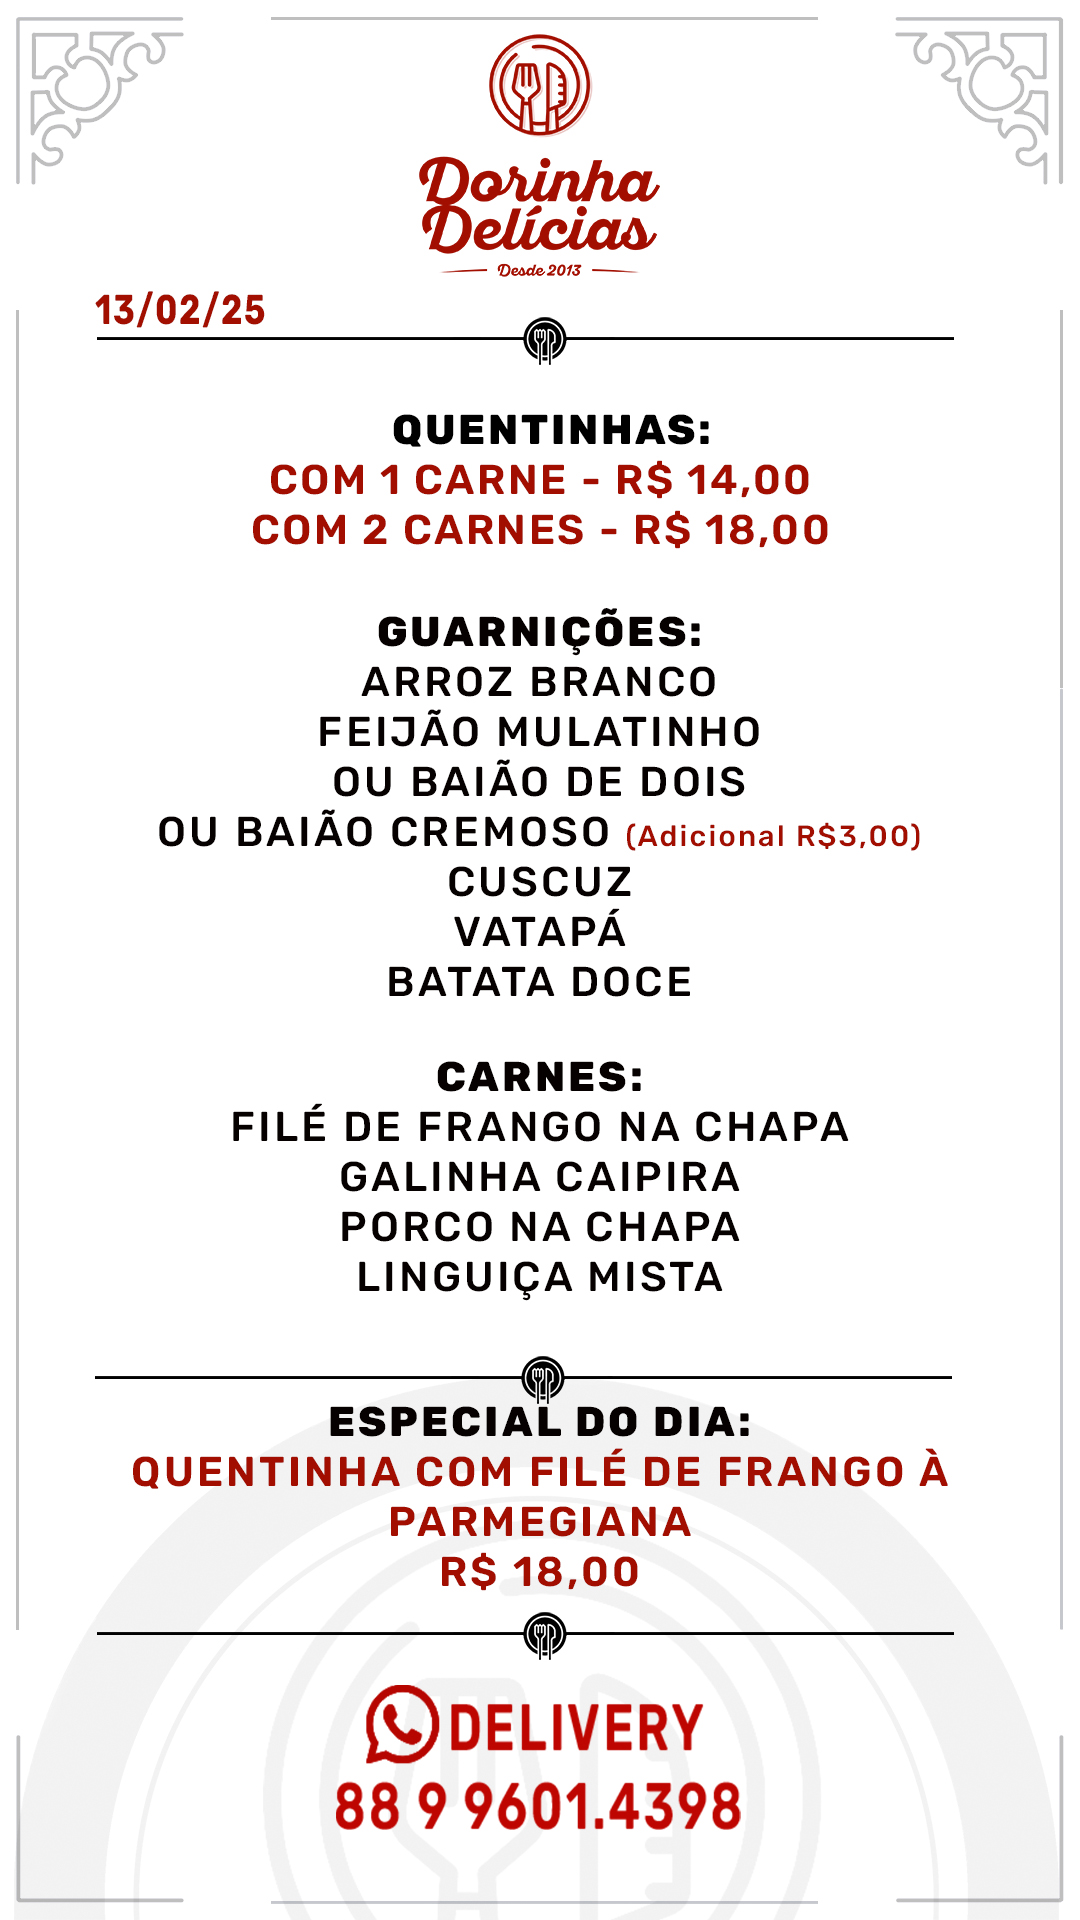 Dorinha
Delícias
Desde 2013
13/02/25
QUENTINHAS:
COM 1 CARNE - R$ 14,00
COM 2 CARNES - R$ 18,00
GUARNIÇÕES:
ARROZ BRANCO
FEIJÃO MULATINHO
OU BAIÃO DE DOIS
OU BAIÃO CREMOSO (Adicional R$3,00)
CUSCUZ
VATAPÁ
BATATA DOCE
CARNES:
FILÉ DE FRANGO NA CHAPA
GALINHA CAIPIRA
PORCO NA CHAPA
LINGUIÇA MISTA
ESPECIAL DO DIA:
QUENTINHA COM FILÉ DE FRANGO À
PARMEGIANA
R$ 18,00
DELIVERY
88 9 9601.4398